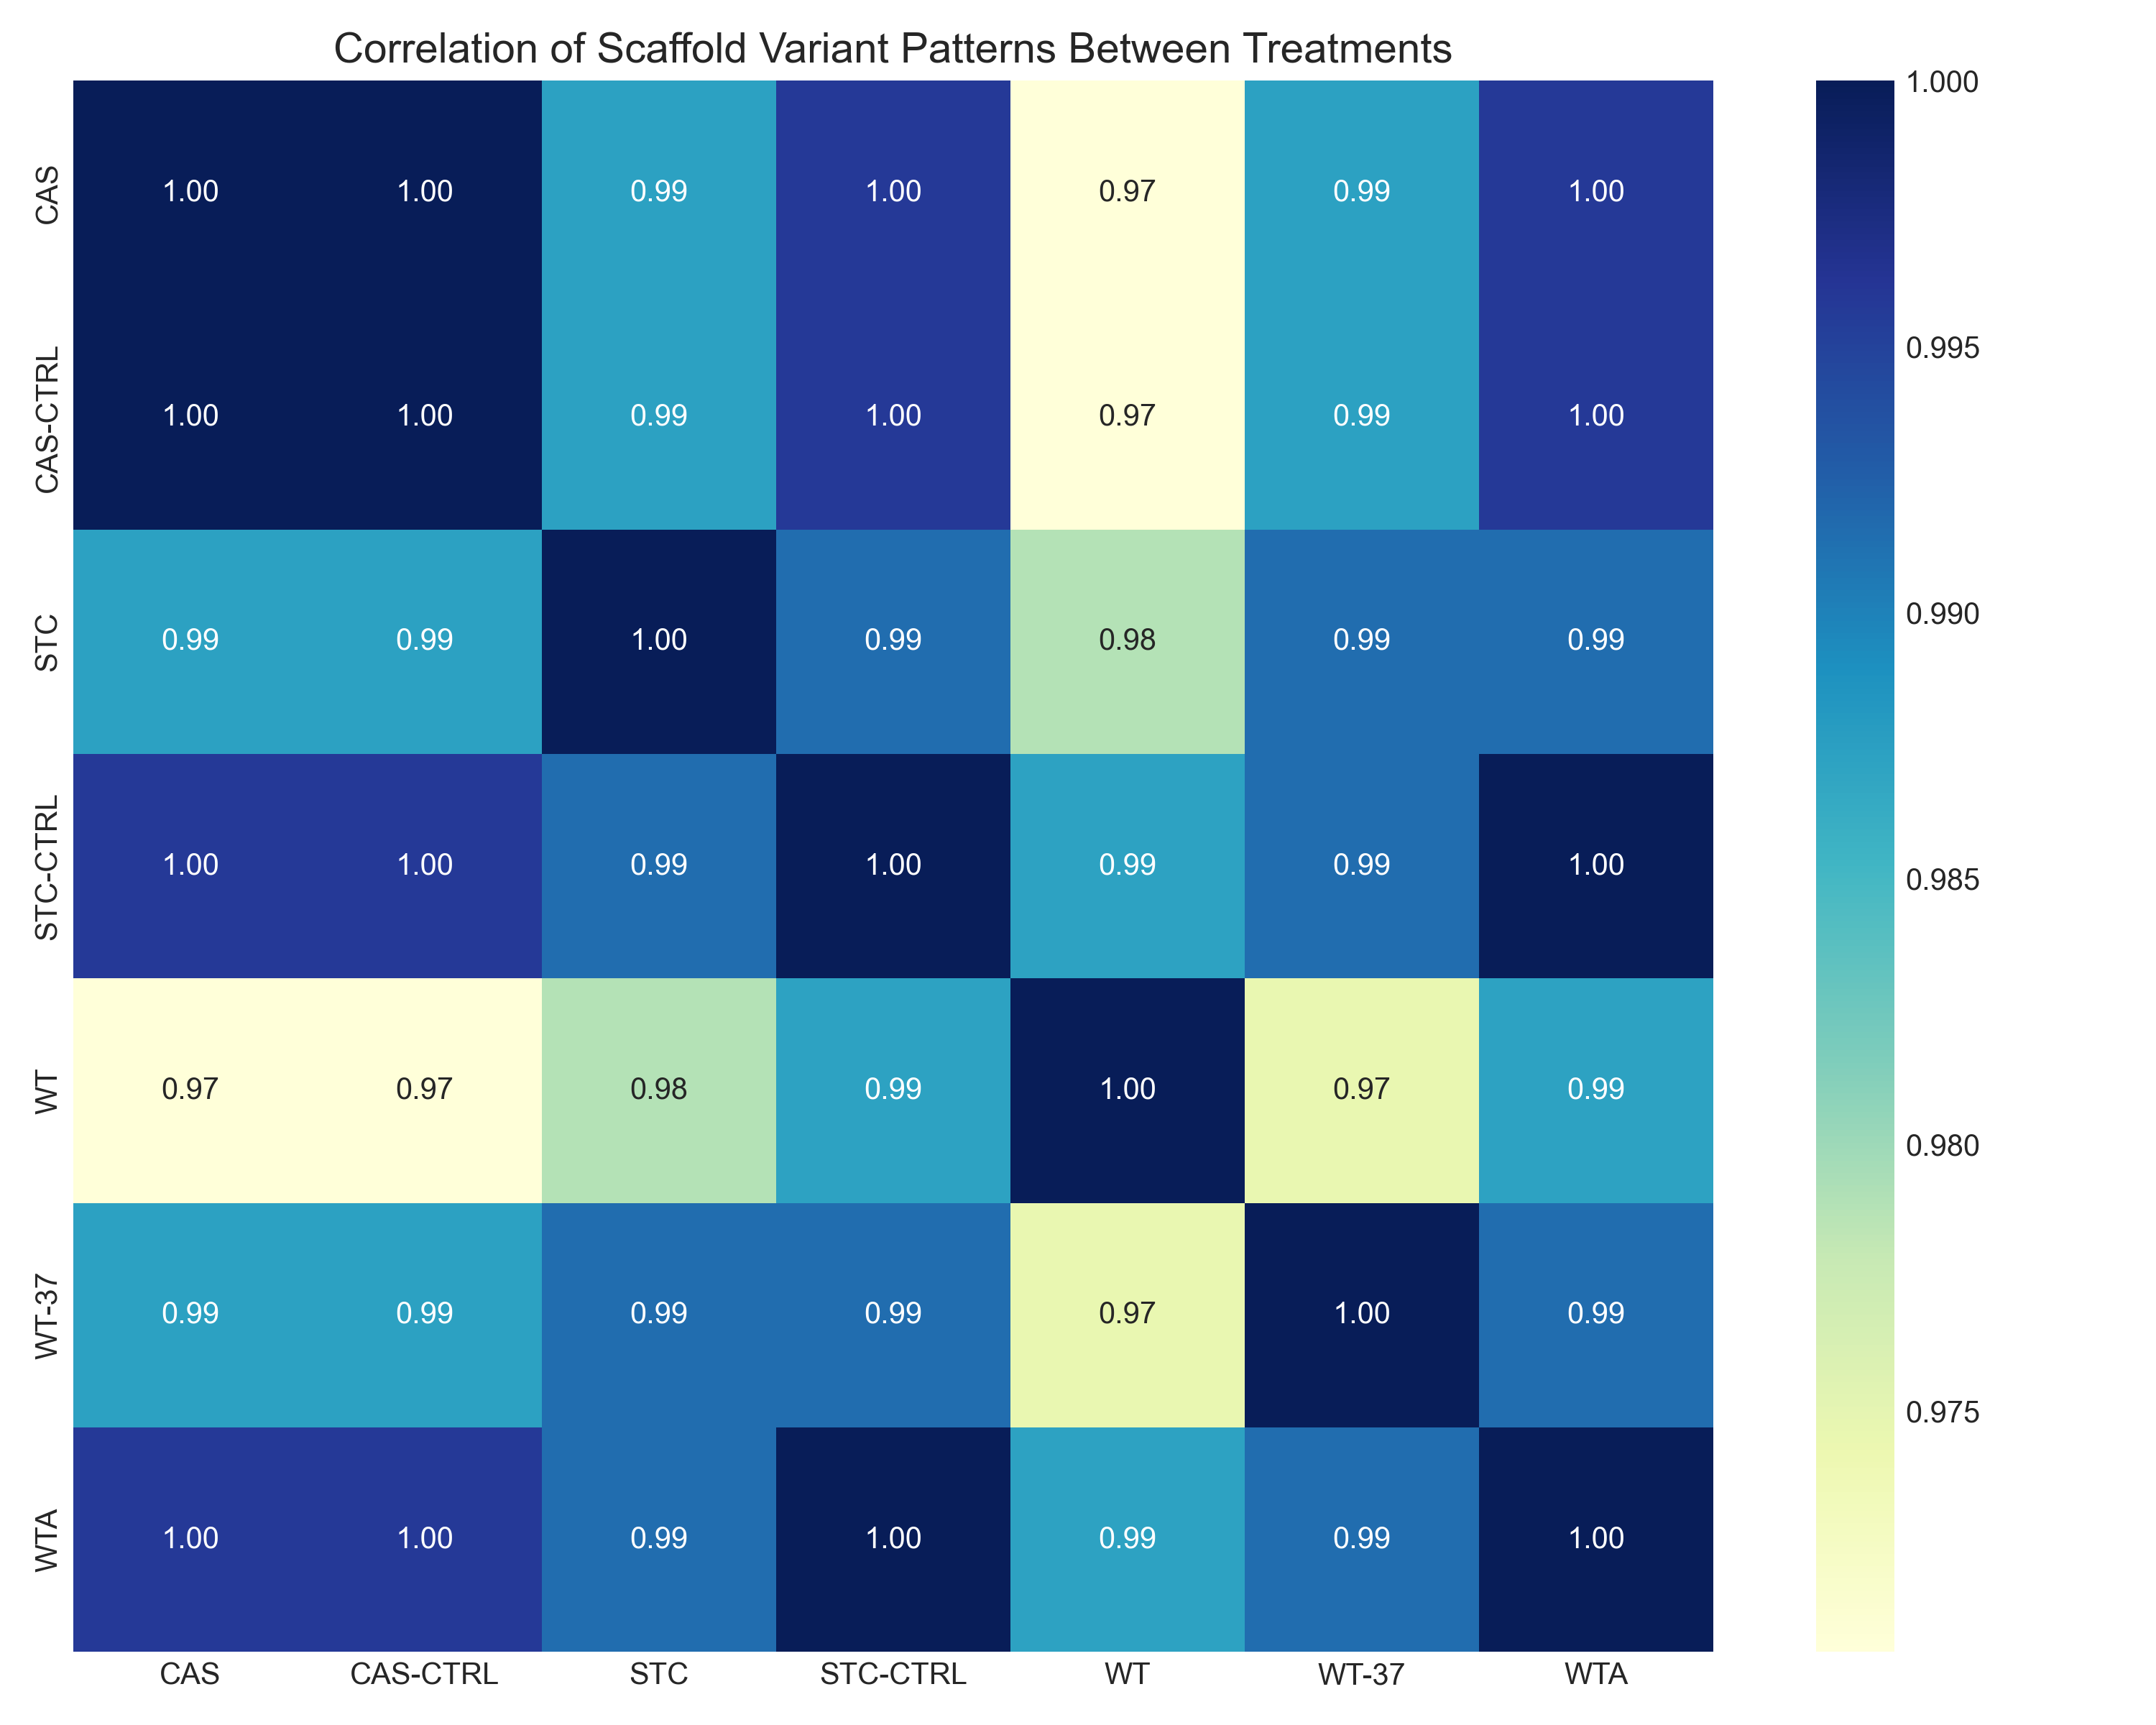 Correlation of Scaffold Variant Patterns Between Treatments
CAS 1.00 1.00 0.99 1.00 0.97 0.99 1.00
CAS-CTRL 1.00 1.00 0.99 1.00 0.97 0.99 1.00
STC 0.99 0.99 1.00 0.99 0.98 0.99 0.99
STC-CTRL 1.00 1.00 0.99 1.00 0.99 0.99 1.00
WT 0.97 0.97 0.98 0.99 1.00 0.97 0.99
WT-37 0.99 0.99 0.99 0.99 0.97 1.00 0.99
WTA 1.00 1.00 0.99 1.00 0.99 0.99 1.00
CAS CAS-CTRL STC STC-CTRL WT WT-37 WTA
1.000
0.995
0.990
0.985
0.980
0.975